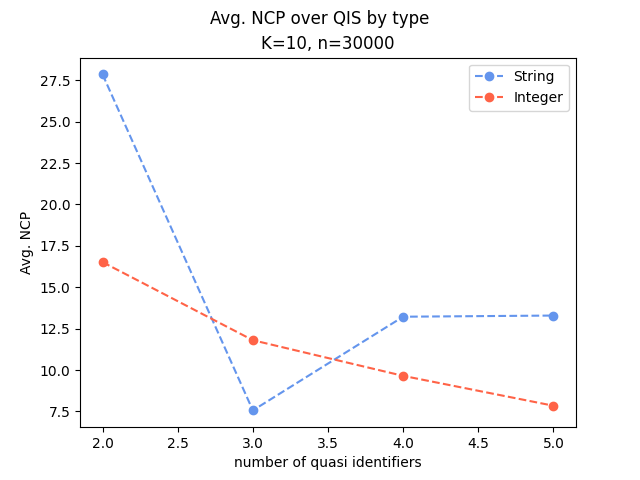 Avg. NCP over QIS by type
K=10, n=30000
String
Integer
27.5
25.0
22.5
20.0
17.5
15.0
12.5
10.0
7.5
Avg. NCP
2.0 2.5 3.0 3.5 4.0 4.5 5.0
number of quasi identifiers